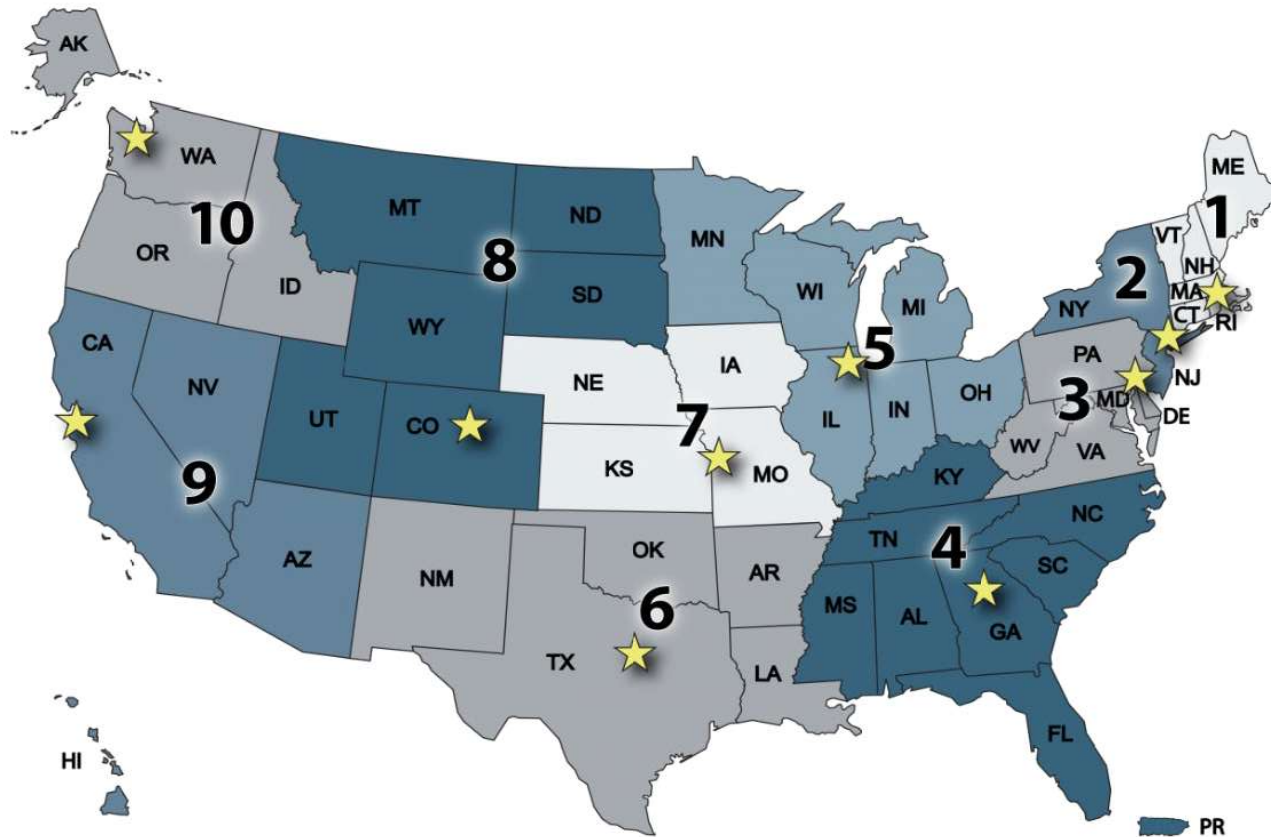 AK
WA
ME
10
MT
ND
1
VT
MN
OR
8
NH
2
ID
SD
WI
MI
MA
NY
CT
RI
WY
CA
5
PA
IA
NE
NJ
NV
OH
3
MD
IL
IN
DE
UT
CO
7
WV
VA
KS
MO
KY
9
NC
TN
4
OK
AZ
SC
AR
NM
MS
AL
6
GA
TX
LA
FL
HI
PR